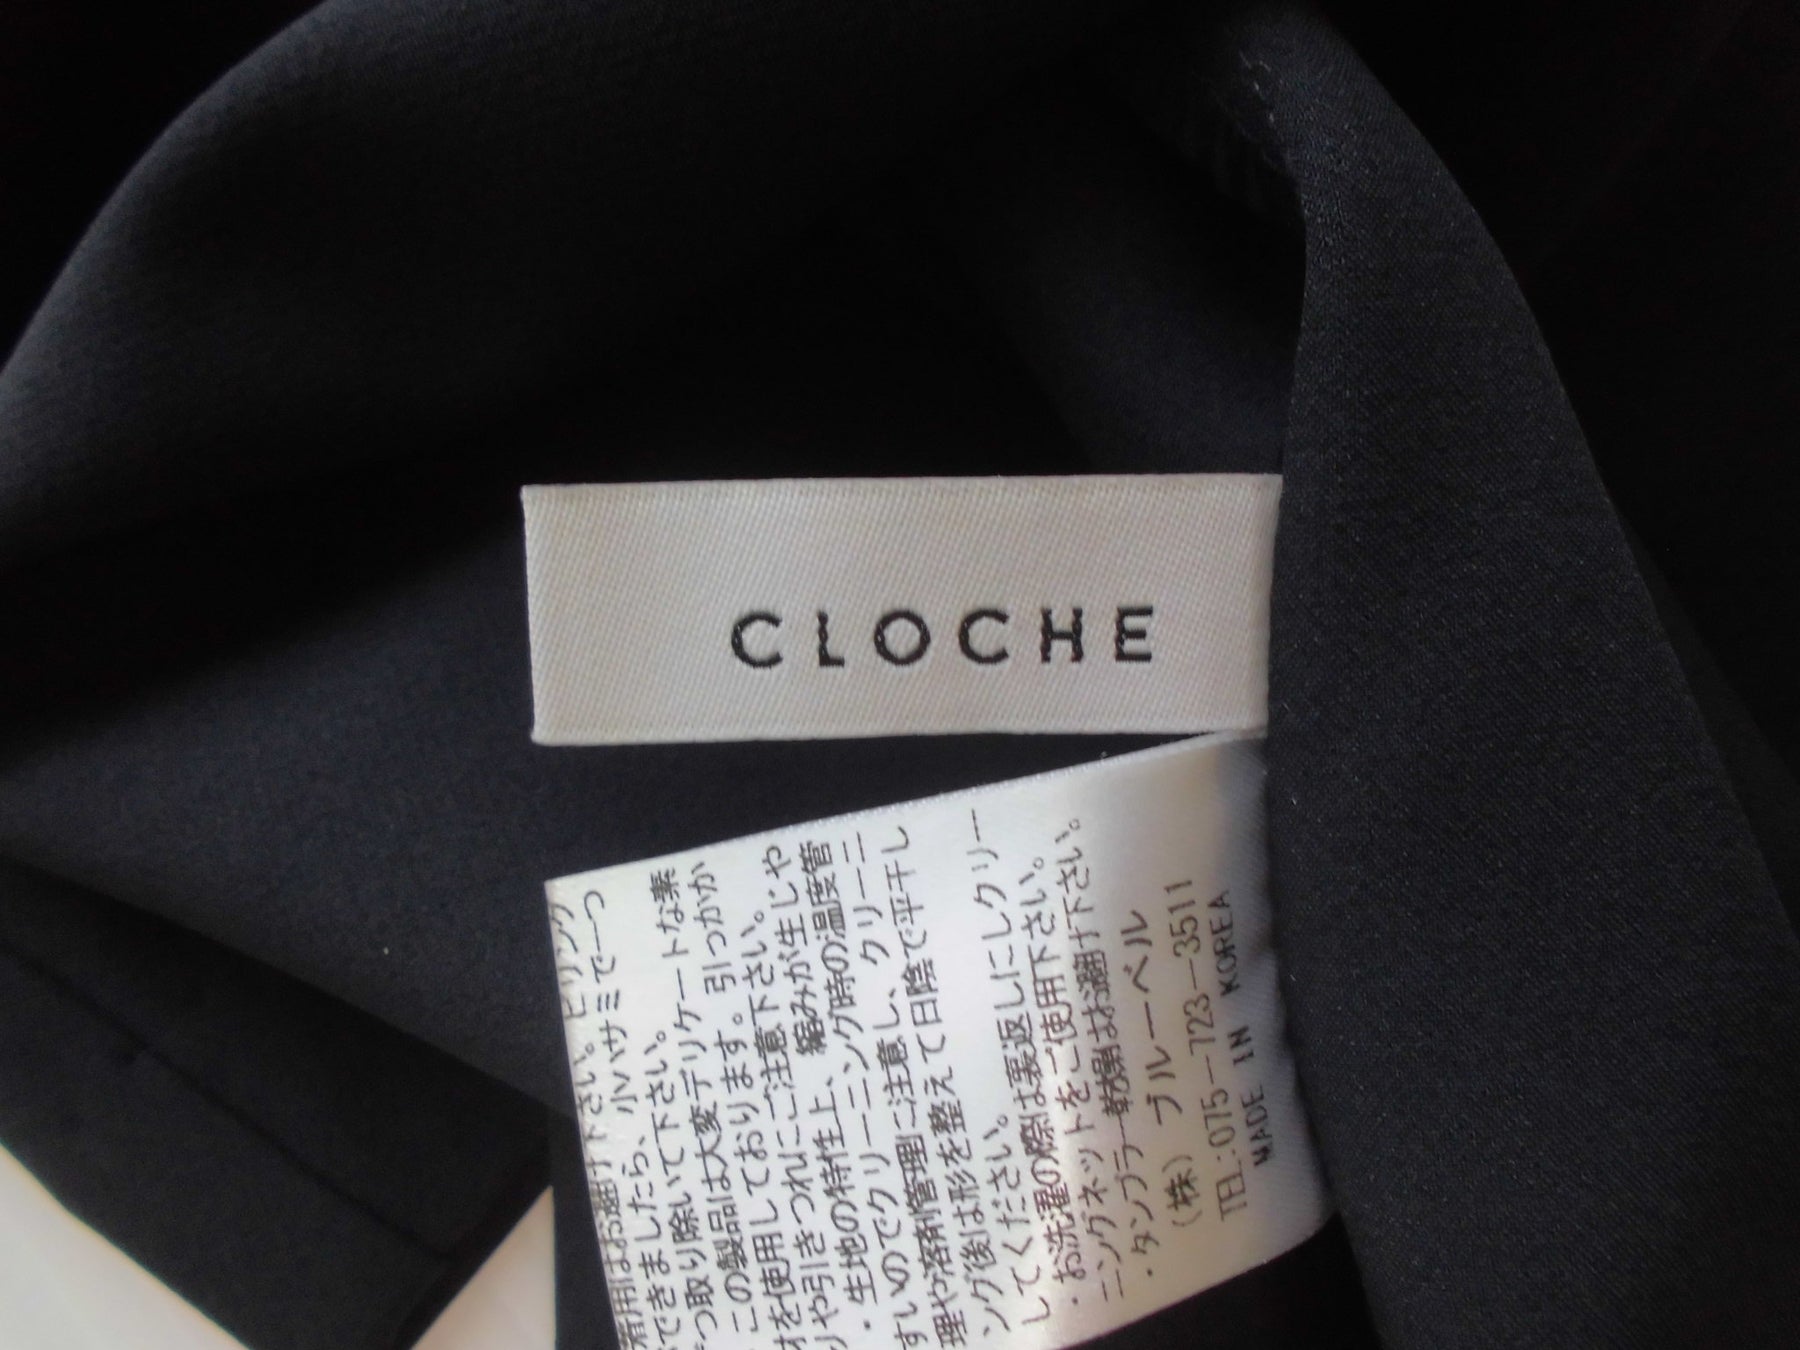 CLOCHE
着用はお避け下さい。ピリング
ができましたら、小ハサミで一つ
ずつ取り除いて下さい。
この製品は大変デリケートな素
材を使用しております。引っかか
りや引きつれにご注意下さい。
・生地の特性上、編みが生じや
すいのでクリーニング時の温度管
理や溶剤管理に注意し、クリーニ
ング後は形を整えて日陰で平干し
してください。
・お洗濯の際は裏返しにしクリー
ニングネットをご使用下さい。
・タンブラー乾燥はお避け下さい。
(株) ブルーベル
TEL:075-723-3511
MADE IN KOREA